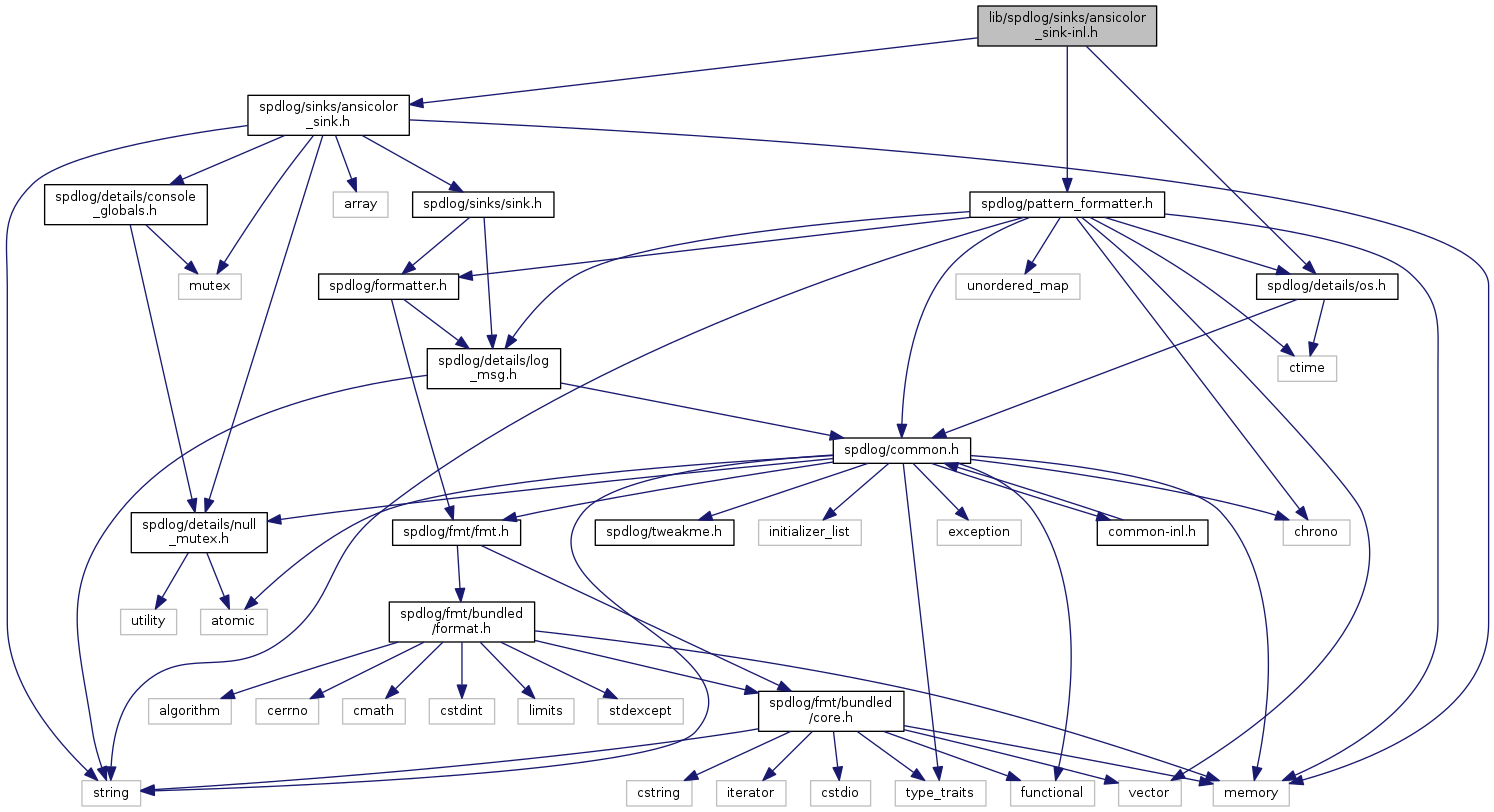 lib/spdlog/sinks/ansicolor
_sink-inl.h
spdlog/sinks/ansicolor
_sink.h
spdlog/details/console
_globals.h
array
spdlog/sinks/sink.h
spdlog/pattern_formatter.h
mutex
spdlog/formatter.h
unordered_map
spdlog/details/os.h
spdlog/details/log
_msg.h
ctime
spdlog/common.h
spdlog/details/null
_mutex.h
spdlog/fmt/fmt.h
spdlog/tweakme.h
initializer_list
exception
common-inl.h
chrono
utility
atomic
spdlog/fmt/bundled
/format.h
algorithm
cerrno
cmath
cstdint
limits
stdexcept
spdlog/fmt/bundled
/core.h
string
cstring
iterator
cstdio
type_traits
functional
vector
memory